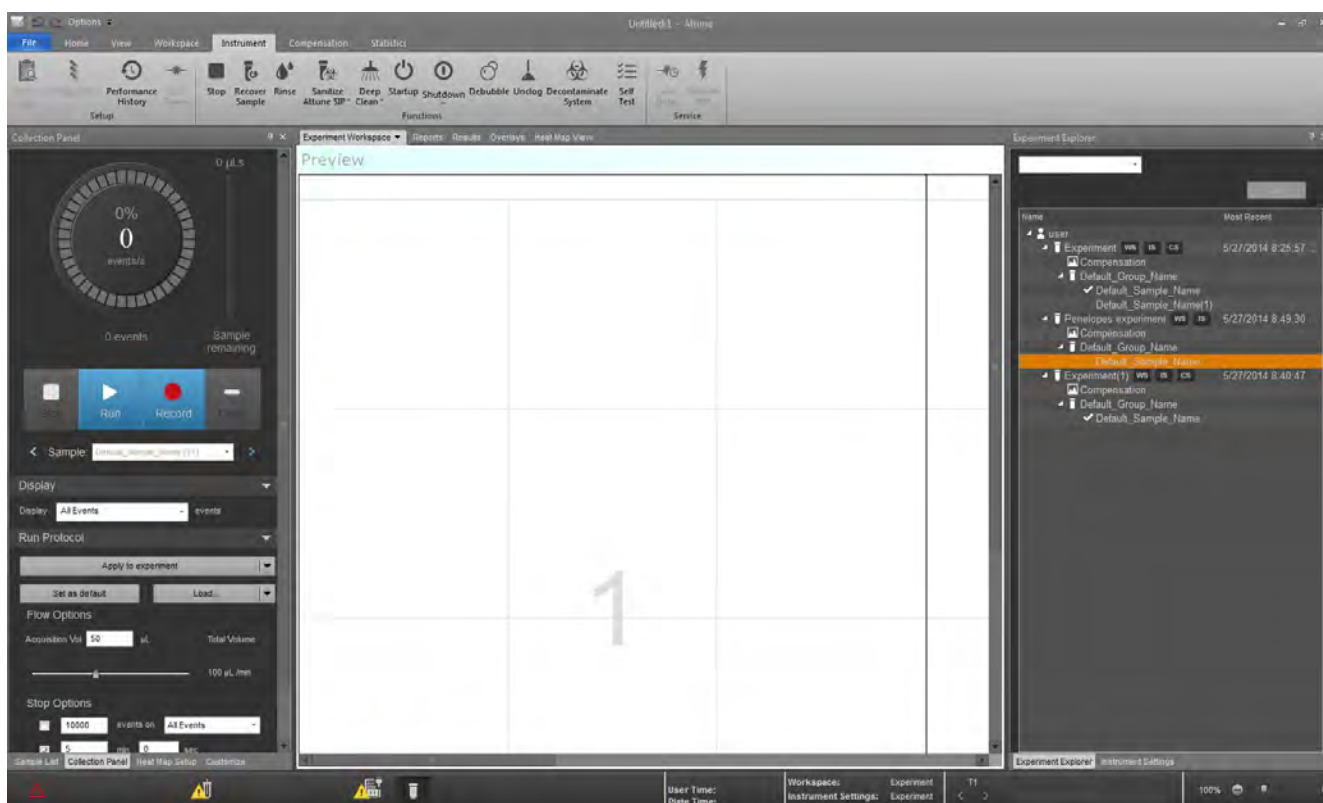 Options
Untitled1 - Attune
File Home View Workspace Instrument Compensation Statistics
Performance History
Stop
Recover Sample
Rinse
Sanitize Attune SIP
Deep Clean
Startup
Shutdown
Debubble
Unclog
Decontaminate System
Self Test
Setup
Functions
Service
Collection Panel
0 µLs
0%
0
events/s
0 events
Sample remaining
Run
Record
Sample:
Display
Display All Events events
Run Protocol
Apply to experiment
Set as default Load...
Flow Options
Acquisition Vol 50 µL Total Volume
100 µL /min
Stop Options
10000 events on All Events
5 min 0 sec
Sample List Collection Panel Heat Map Setup Customize
Experiment Workspace Reports Results Overlays Heat Map View
Preview
1
Experiment Explorer
Name Most Recent
user
Experiment WS IS CS 5/27/2014 8:25:57 ...
Compensation
Default_Group_Name
Default_Sample_Name
Default_Sample_Name(1)
Penelopes experiment WS IS 5/27/2014 8:49:30
Compensation
Default_Group_Name
Default_Sample_Name
Experiment(1) WS IS CS 5/27/2014 8:40:47
Compensation
Default_Group_Name
Default_Sample_Name
Experiment Explorer Instrument Settings
User Time:
Plate Time:
Workspace: Experiment
Instrument Settings: Experiment
T1
100%